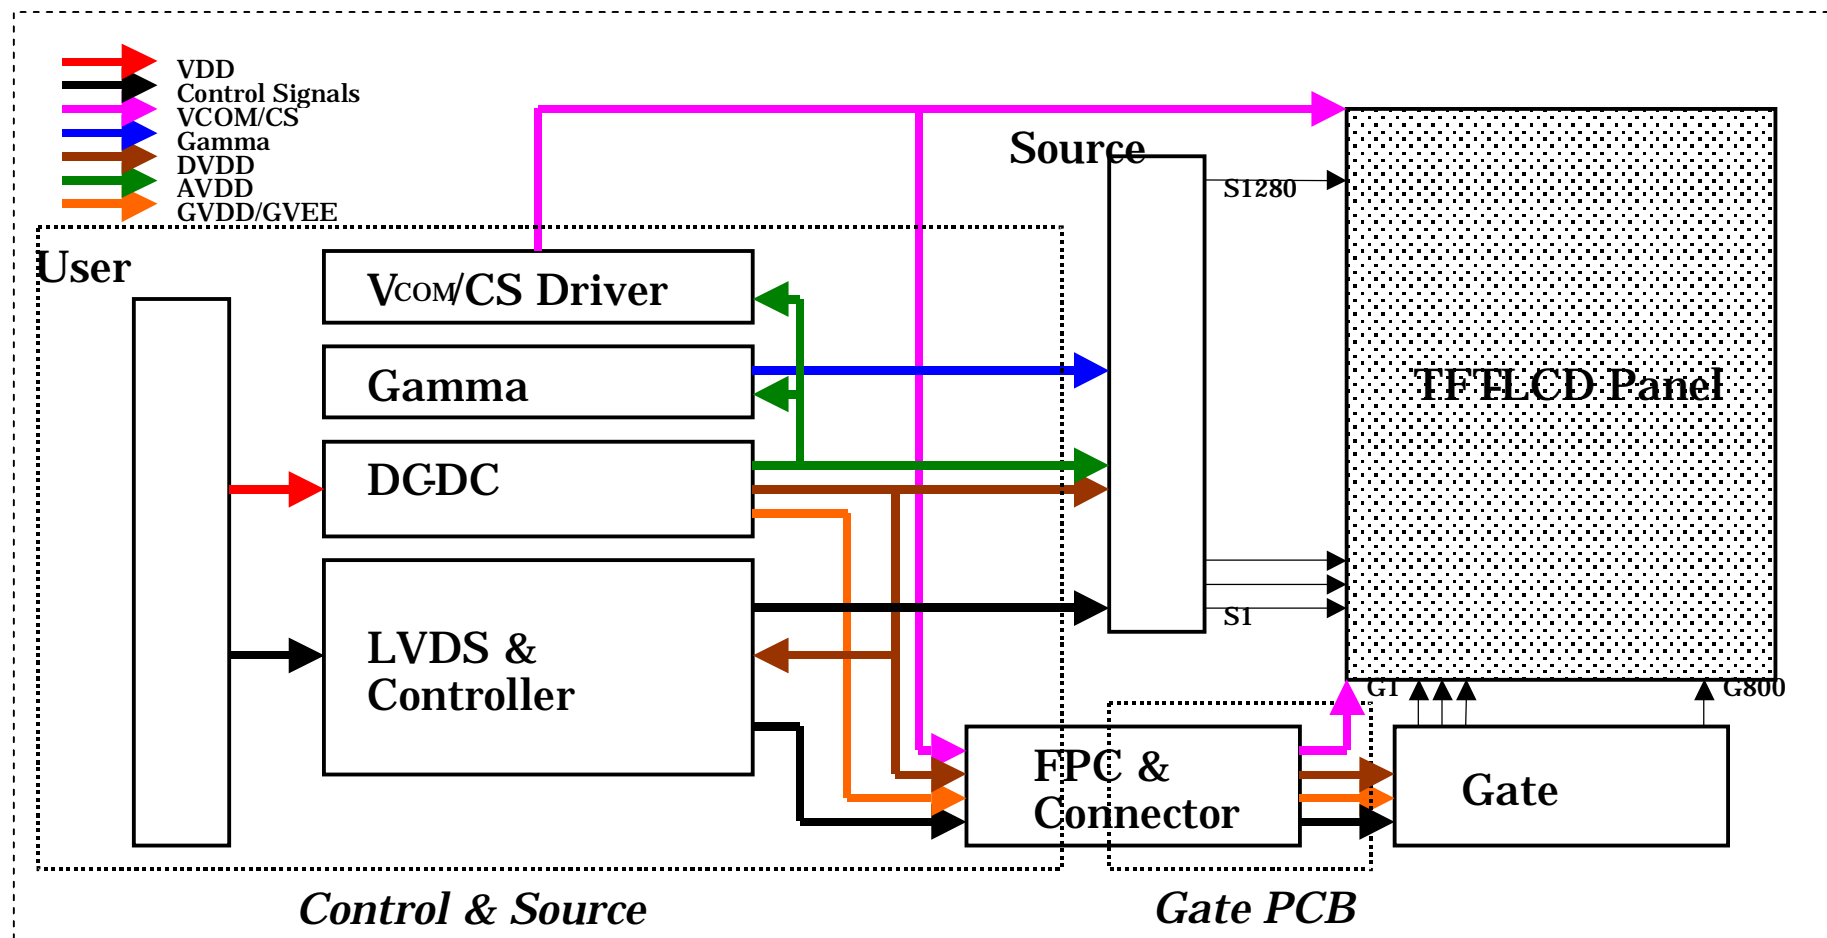 VDD
Control Signals
VCOM/CS
Gamma
DVDD
AVDD
GVDD/GVEE
Source
S1280
User
VCOM/CS Driver
Gamma
TFT-LCD Panel
DC-DC
S1
LVDS &
Controller
G1
G800
FPC &
Connector
Gate
Control & Source
Gate PCB